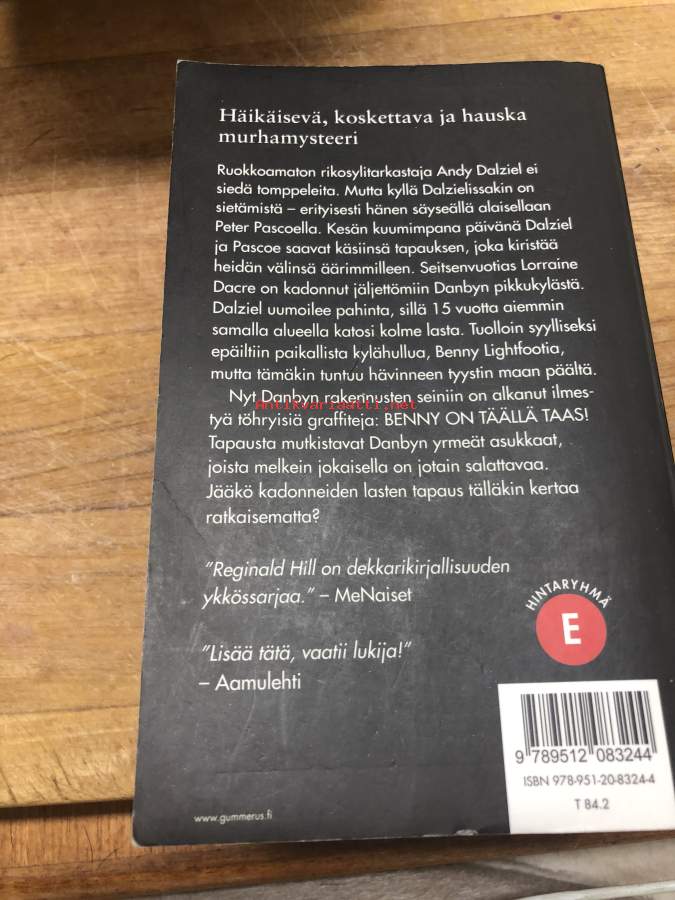 Häikäisevä, koskettava ja hauska
murhamysteeri
Ruokkoamaton rikosylitarkastaja Andy Dalziel ei
siedä tomppeleita. Mutta kyllä Dalzielissakin on
sietämistä – erityisesti hänen säyseällä alaisellaan
Peter Pascoella. Kesän kuumimpana päivänä Dalziel
ja Pascoe saavat käsiinsä tapauksen, joka kiristää
heidän välinsä äärimmilleen. Seitsenvuotias Lorraine
Dacre on kadonnut jäljettömiin Danbyn pikkukylästä.
Dalziel uumoilee pahinta, sillä 15 vuotta aiemmin
samalla alueella katosi kolme lasta. Tuolloin syylliseksi
epäiltiin paikallista kylähullua, Benny Lightfootia,
mutta tämäkin tuntuu hävinneen tyystin maan päältä.
Nyt Danbyn rakennusten seiniin on alkanut ilmes-
Antikvariaatti.net
tyä töhryisiä graffiteja: BENNY ON TÄÄLLÄ TAAS!
Tapausta mutkistavat Danbyn yrmeät asukkaat,
joista melkein jokaisella on jotain salattavaa.
Jääkö kadonneiden lasten tapaus tälläkin kertaa
ratkaisematta?
"Reginald Hill on dekkarikirjallisuuden
ykkössarjaa." – MeNaiset
"Lisää tätä, vaatii lukija!"
– Aamulehti
HINTARYHMÄ
E
9 789512 083244
ISBN 978-951-20-8324-4
T 84.2
www.gummerus.fi